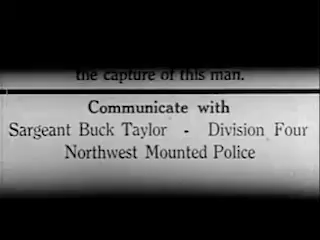 the capture of this man.
Communicate with
Sargeant Buck Taylor - Division Four
Northwest Mounted Police